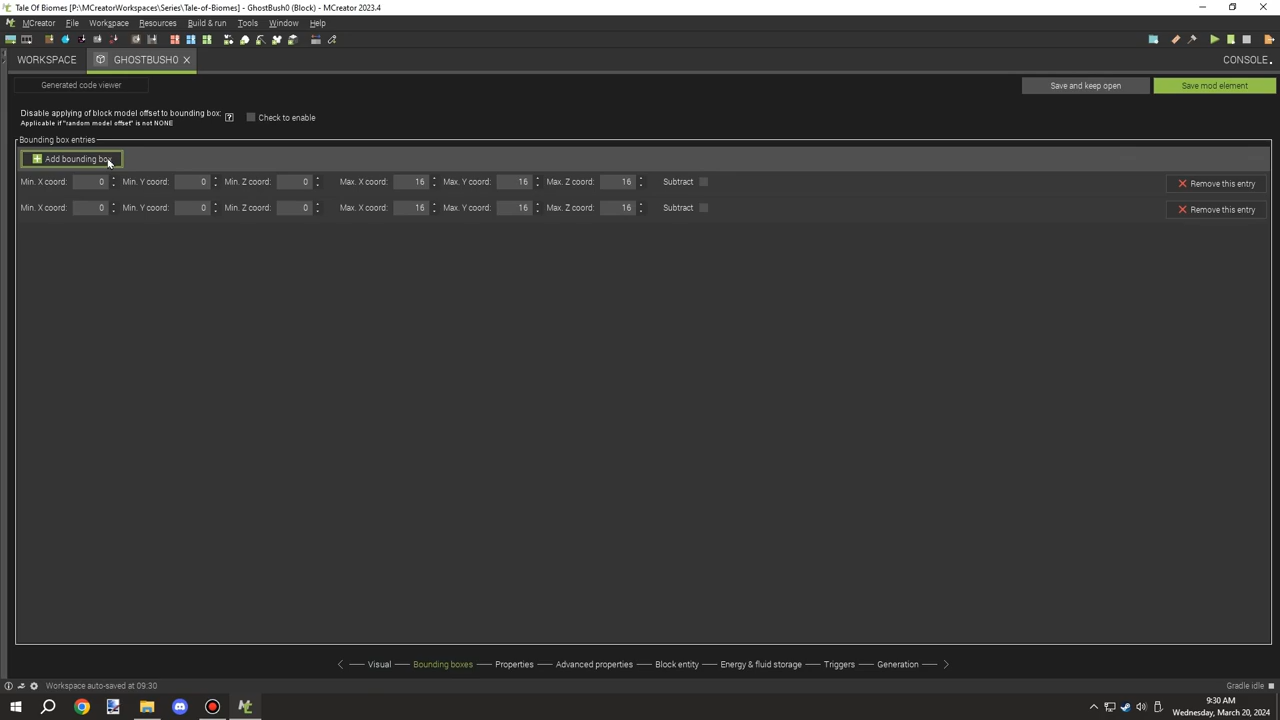 Tale Of Biomes [P:\MCreatorWorkspaces\Series\Tale-of-Biomes] - GhostBush0 (Block) - MCreator 2023.4
MCreator File Workspace Resources Build & run Tools Window Help
WORKSPACE GHOSTBUSH0 CONSOLE
Generated code viewer Save and keep open Save mod element
Disable applying of block model offset to bounding box: ? Check to enable
Applicable if "random model offset" is not NONE
Bounding box entries
Add bounding box
Min. X coord: 0 Min. Y coord: 0 Min. Z coord: 0 Max. X coord: 16 Max. Y coord: 16 Max. Z coord: 16 Subtract Remove this entry
Min. X coord: 0 Min. Y coord: 0 Min. Z coord: 0 Max. X coord: 16 Max. Y coord: 16 Max. Z coord: 16 Subtract Remove this entry
Visual Bounding boxes Properties Advanced properties Block entity Energy & fluid storage Triggers Generation
Workspace auto-saved at 09:30 Gradle idle
9:30 AM
Wednesday, March 20, 2024